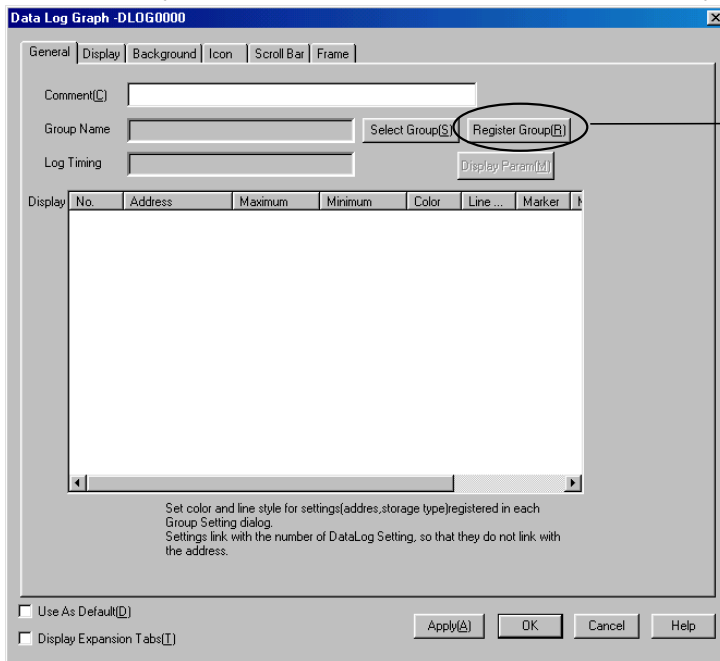 Data Log Graph -DLOG0000
General Display Background Icon Scroll Bar Frame
Comment(C)
Group Name Select Group(S) Register Group(R)
Log Timing Display Param(M)
Display No. Address Maximum Minimum Color Line ... Marker
Set color and line style for settings(addres,storage type)registered in each
Group Setting dialog.
Settings link with the number of DataLog Setting, so that they do not link with
the address.
Use As Default(D)
Display Expansion Tabs(T)
Apply(A) OK Cancel Help